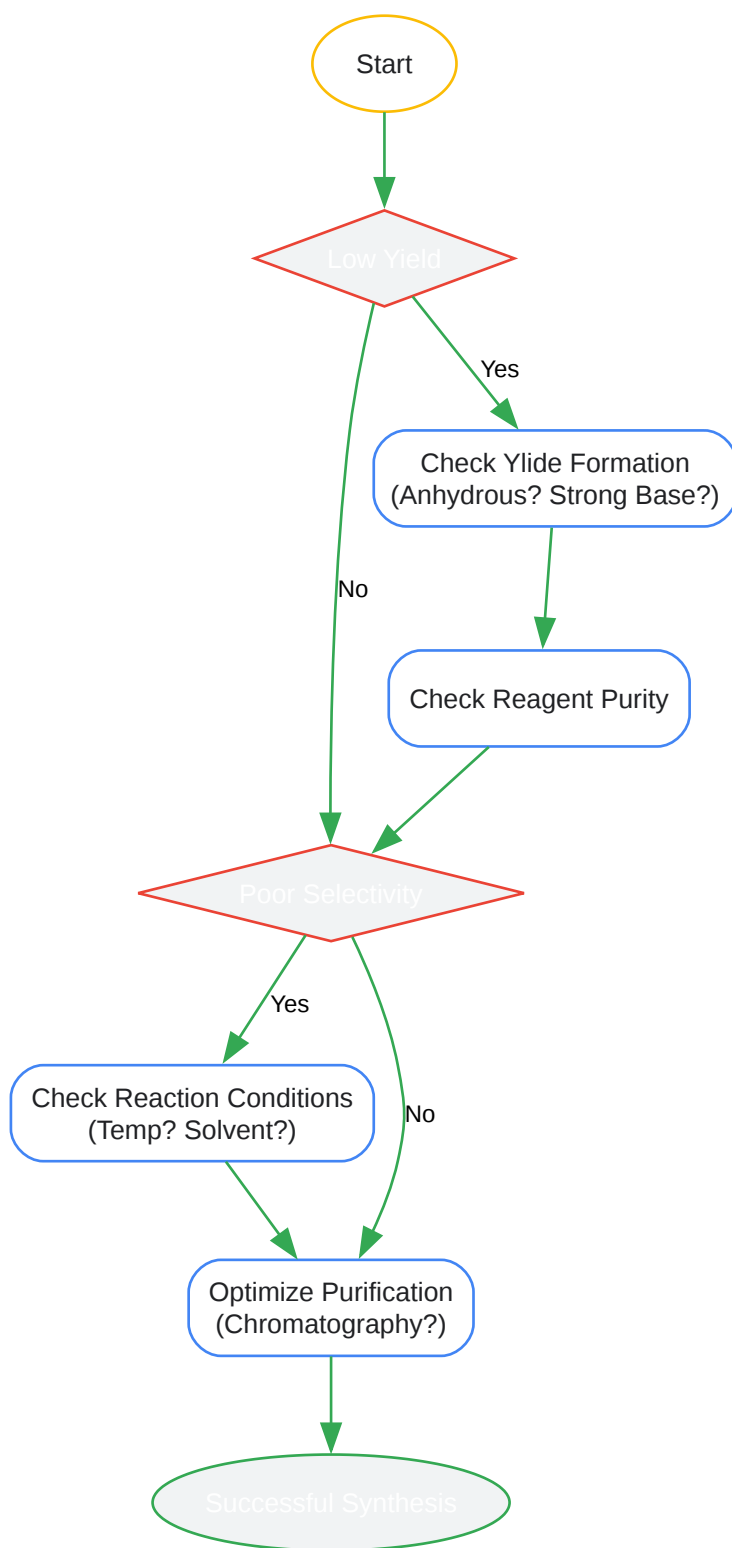 Start
Low Yield
Yes
Check Ylide Formation
(Anhydrous? Strong Base?)
No
Check Reagent Purity
Poor Selectivity
Yes
Check Reaction Conditions
(Temp? Solvent?)
No
Optimize Purification
(Chromatography?)
Successful Synthesis